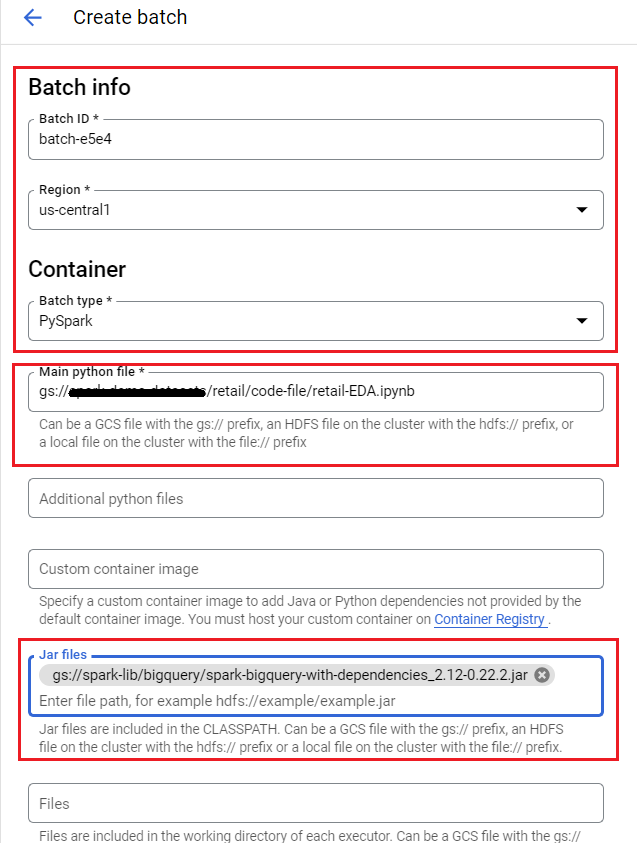 Create batch
Batch info
Batch ID *
batch-e5e4
Region *
us-central1
Container
Batch type *
PySpark
Main python file *
gs:///retail/code-file/retail-EDA.ipynb
Can be a GCS file with the gs:// prefix, an HDFS file on the cluster with the hdfs:// prefix, or
a local file on the cluster with the file:// prefix
Additional python files
Custom container image
Specify a custom container image to add Java or Python dependencies not provided by the
default container image. You must host your custom container on Container Registry .
Jar files
gs://spark-lib/bigquery/spark-bigquery-with-dependencies_2.12-0.22.2.jar
Enter file path, for example hdfs://example/example.jar
Jar files are included in the CLASSPATH. Can be a GCS file with the gs:// prefix, an HDFS
file on the cluster with the hdfs:// prefix or a local file on the cluster with the file:// prefix.
Files
Files are included in the working directory of each executor. Can be a GCS file with the gs://